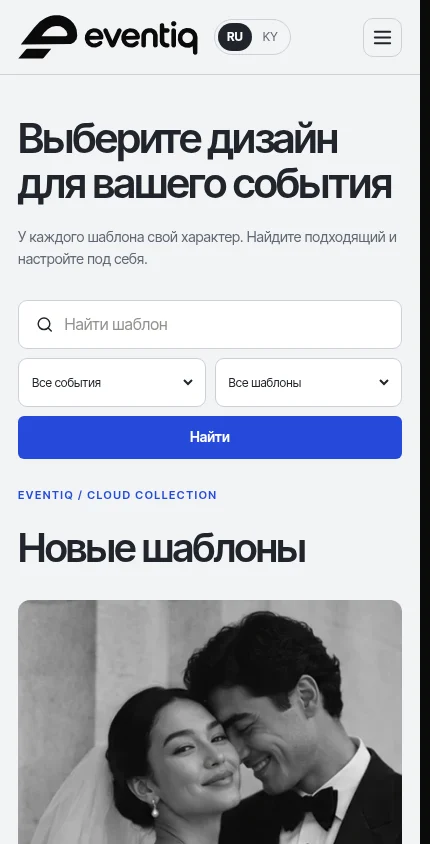 eventiq
RU KY
Выберите дизайн
для вашего события
У каждого шаблона свой характер. Найдите подходящий и
настройте под себя.
Найти шаблон
Все события
Все шаблоны
Найти
EVENTIQ / CLOUD COLLECTION
Новые шаблоны